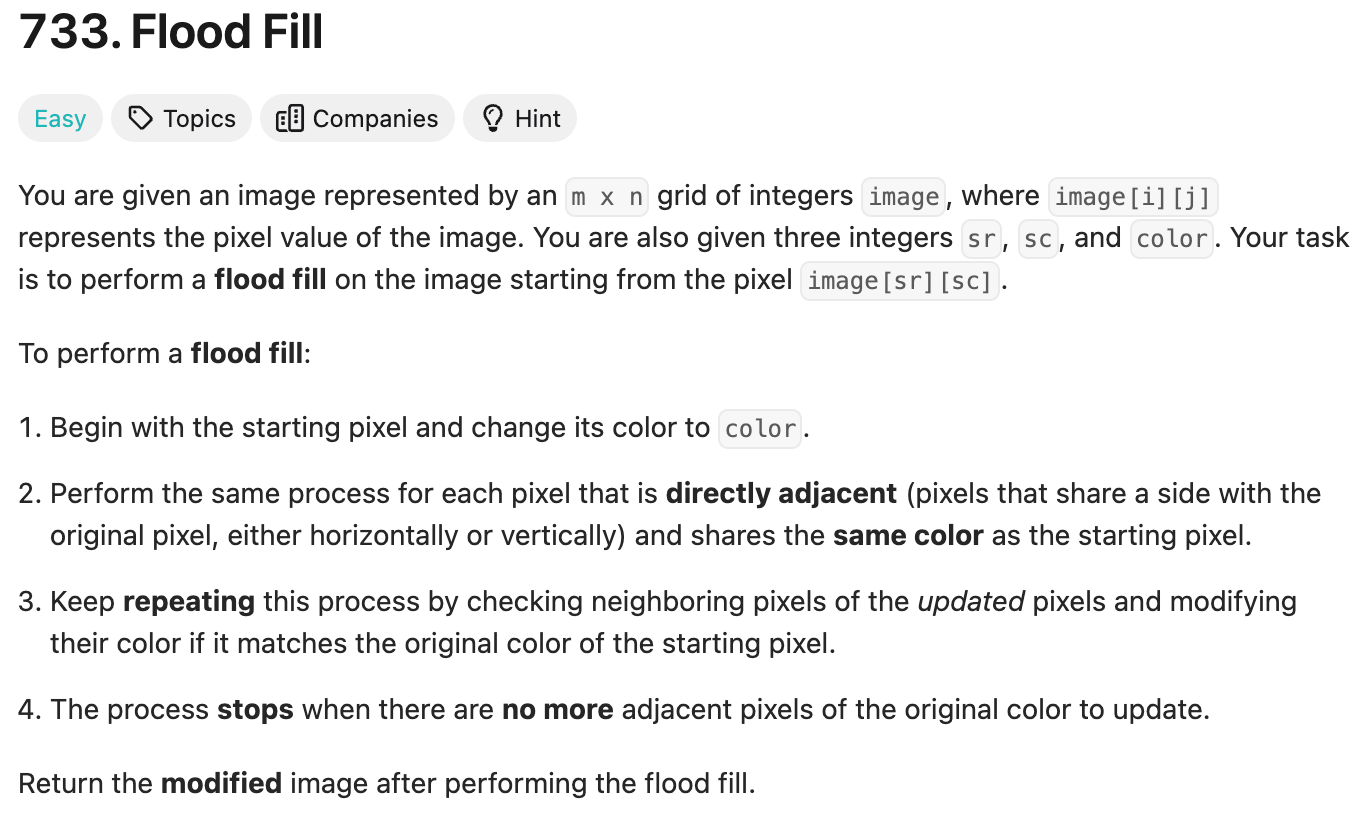 733. Flood Fill
Easy Topics Companies Hint
You are given an image represented by an m x n grid of integers image, where image[i][j]
represents the pixel value of the image. You are also given three integers sr, sc, and color. Your task
is to perform a flood fill on the image starting from the pixel image[sr][sc].
To perform a flood fill:
1. Begin with the starting pixel and change its color to color.
2. Perform the same process for each pixel that is directly adjacent (pixels that share a side with the
original pixel, either horizontally or vertically) and shares the same color as the starting pixel.
3. Keep repeating this process by checking neighboring pixels of the updated pixels and modifying
their color if it matches the original color of the starting pixel.
4. The process stops when there are no more adjacent pixels of the original color to update.
Return the modified image after performing the flood fill.